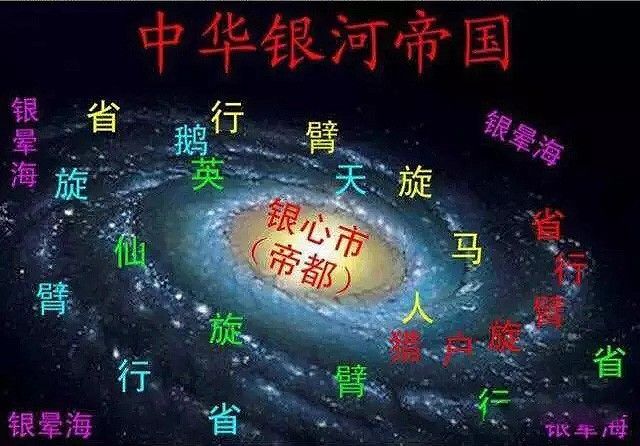 中华银河帝国
银晕海
银晕海
人马旋臂行省
天鹅旋臂行省
英仙旋臂行省
银心市
（帝都）
猎户旋臂行省
银晕海
银晕海